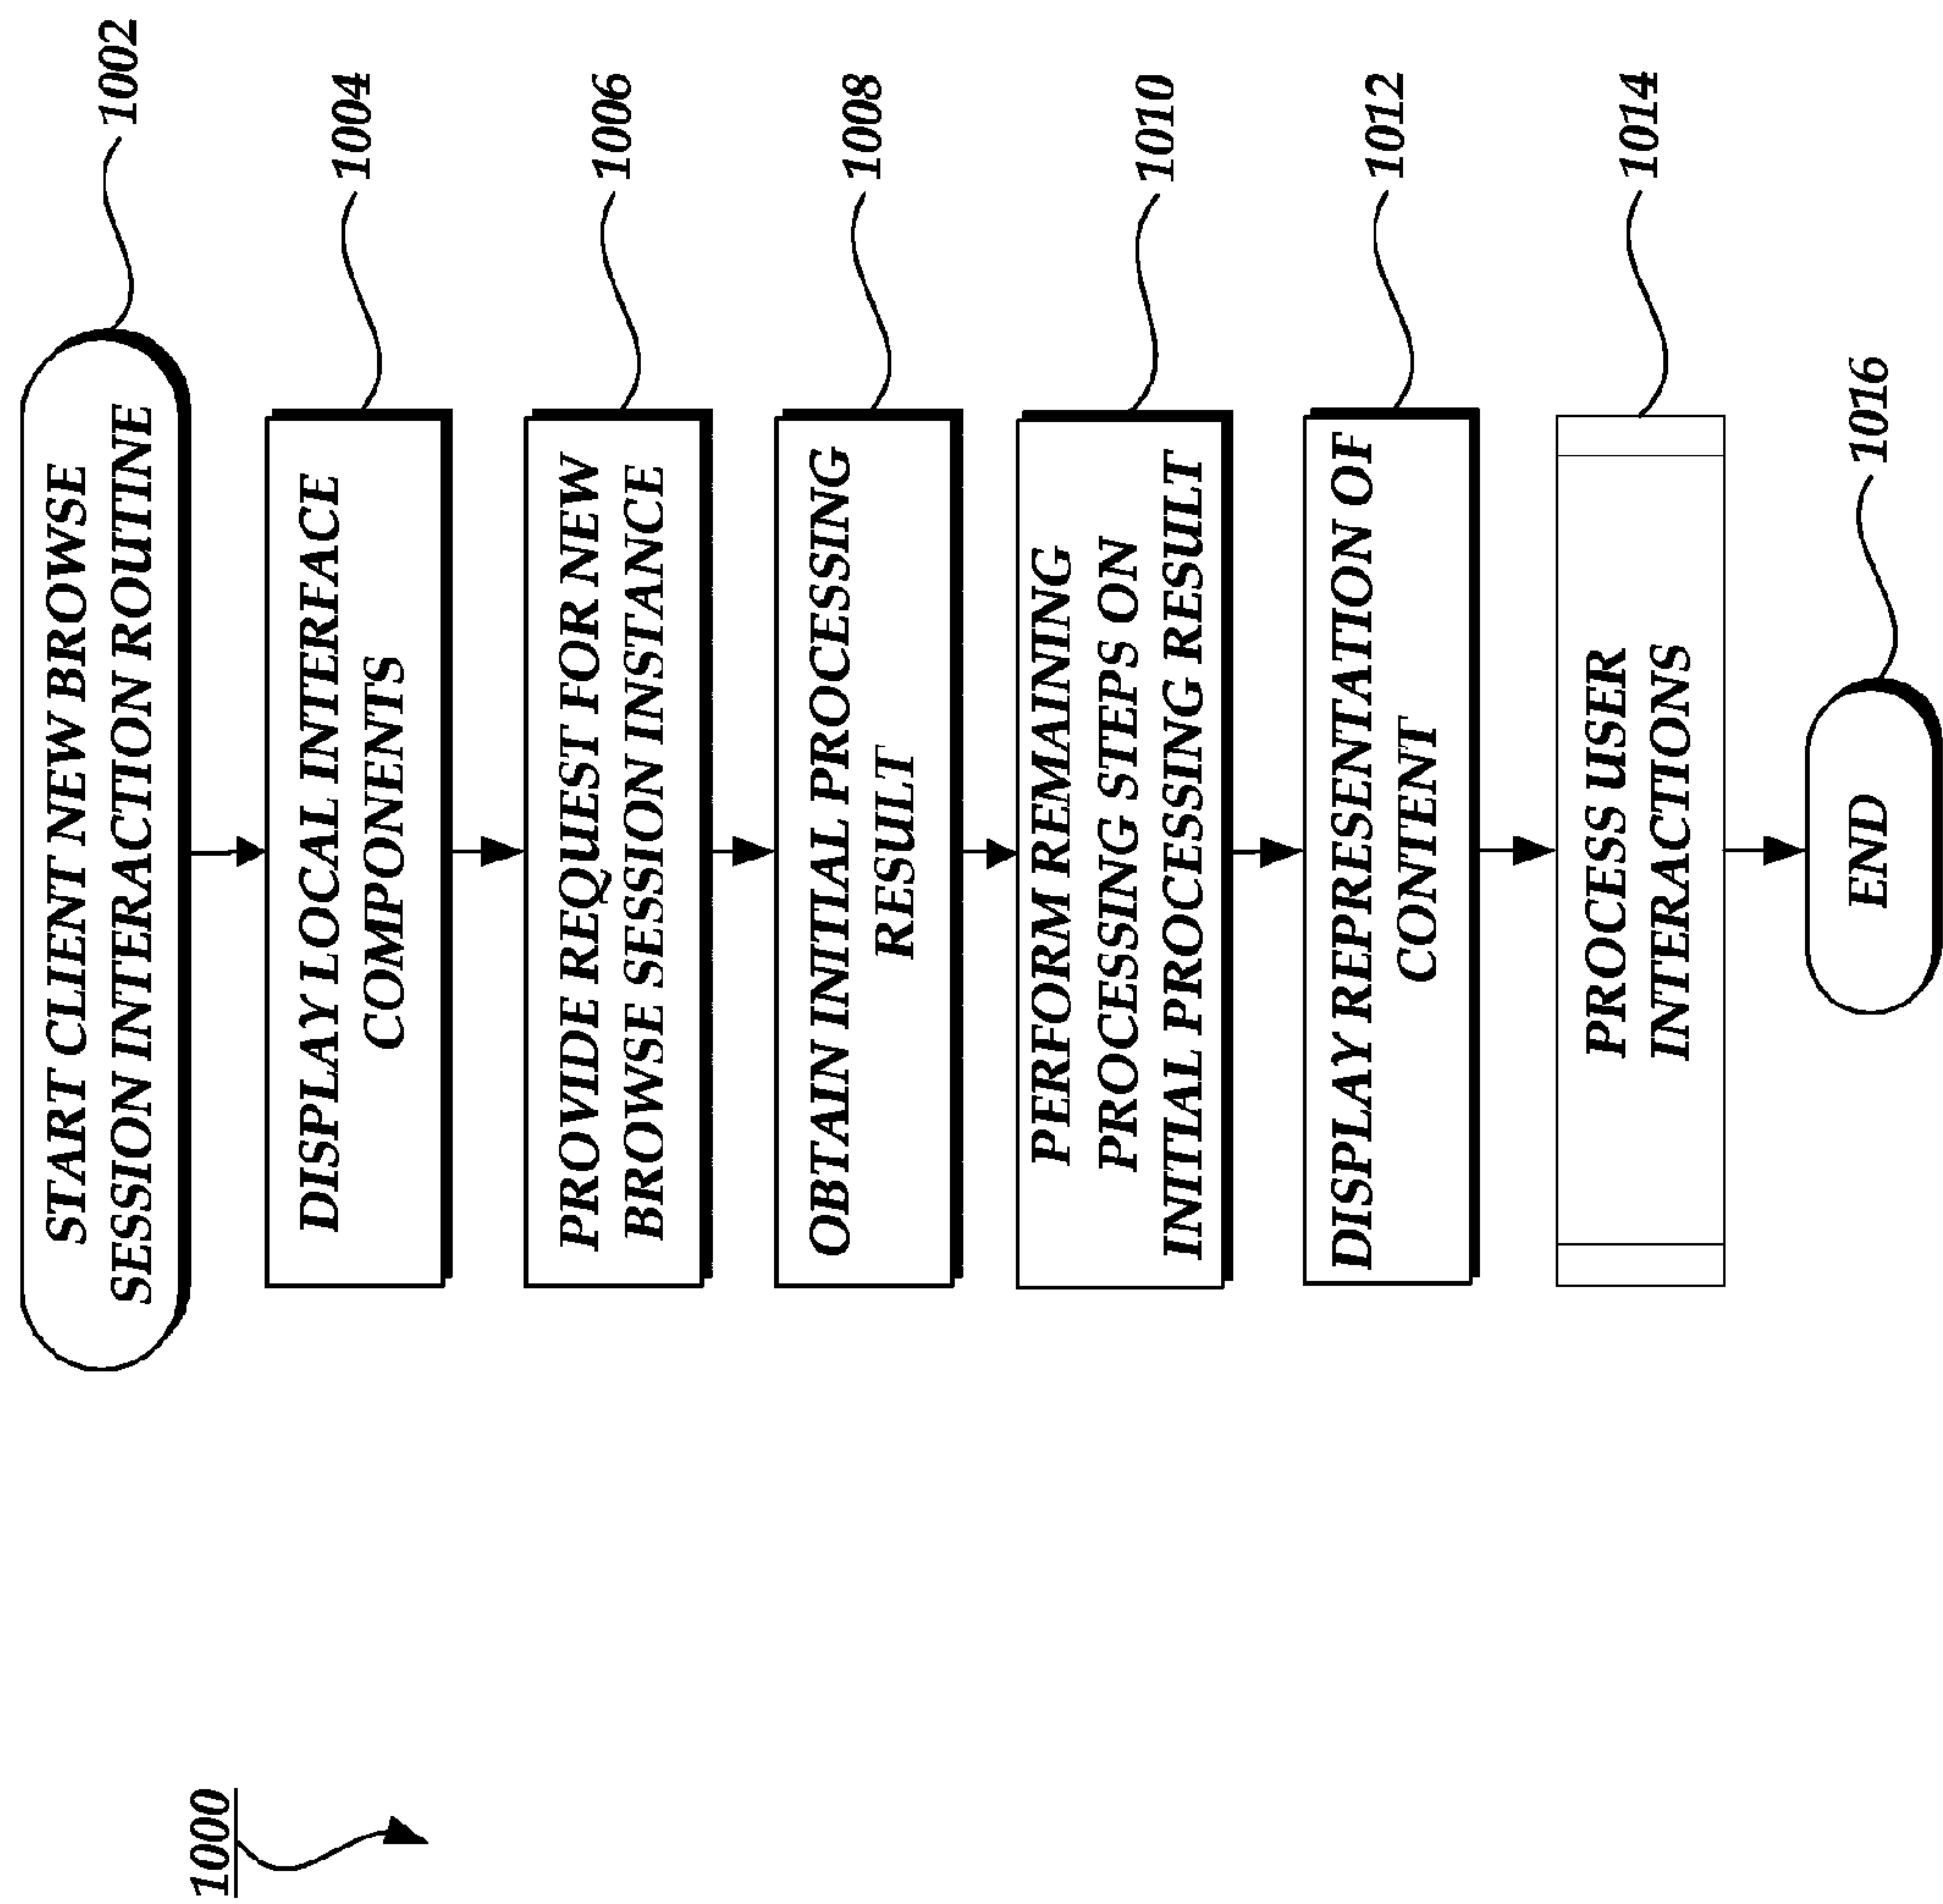 1000
START CLIENT NEW BROWSE
SESSION INTERACTION ROUTINE
1002
DISPLAY LOCAL INTERFACE
COMPONENTS
1004
PROVIDE REQUEST FOR NEW
BROWSE SESSION INSTANCE
1006
OBTAIN INITIAL PROCESSING
RESULT
1008
PERFORM REMAINING
PROCESSING STEPS ON
INITIAL PROCESSING RESULT
1010
DISPLAY REPRESENTATION OF
CONTENT
1012
PROCESS USER
INTERACTIONS
1014
END
1016